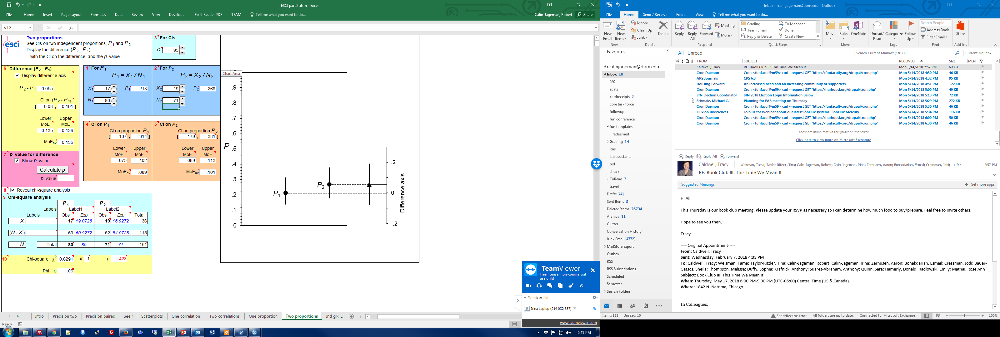 ESCI part 2.xlsm - Excel
File Home Insert Page Layout Formulas Data Review View Developer Foxit Reader PDF TEAM Tell me what you want to do... Calin-Jageman, Robert Share
V12 fx
esci
Two proportions
See CIs on two independent proportions, P1 and P2.
Display the difference (P2 - P1),
with the CI on the difference, and the p value
3 For CIs
C 95
6 Difference (P2 - P1)
Display difference axis
P2 - P1 0.055
CI on (P2 - P1)
[ -0.08 , 0.191 ]
Lower Upper
MoE MoE
0.135 0.136
MoEav 0.135
1 For P1
P1 = X1 / N1
X1 17 P1 .213
N1 80
2 For P2
P2 = X2 / N2
X2 19 P2 .268
N2 71
4 CI on P1
CI on proportion P1
[ .137 , .314 ]
Lower Upper
MoE MoE
.075 .102
MoEav .089
5 CI on P2
CI on proportion P2
[ .179 , .381 ]
Lower Upper
MoE MoE
.089 .113
MoEav .101
7 p value for difference
Show p value
Calculate p
p value
8 Reveal chi-square analysis
9 Chi-square analysis
P1 P2
Labels Label1 Label2
Labels Obs Exp Obs Exp Total
X 17 19.0728 19 16.9272 36
(N - X) 63 60.9272 52 54.0728 115
N Total 80 80 71 71 151
10 Chi-square χ2 0.6291 df 1 p .428
Phi ϕ .06
Chart Area
.9
.8
.7
.6
P .5
.4
.3
.2
.1
0
P1
P2
.2
0
-.2
Difference axis
TeamViewer
Free license (non-commercial
use only)
Session list
Irina Laptop (214 032 357)
www.teamviewer.com
Intro Precision two Precision paired See r Scatterplots One correlation Two correlations One proportion Two proportions Ind grc ...
Ready
6:41 PM
Inbox - rcalinjageman@dom.edu - Outlook
File Home Send / Receive Folder View Tell me what you want to do...
New Email
New Items
New
Ignore
Clean Up
Junk
Delete
Delete
Reply
Reply All
Forward
Meeting
More
Respond
Grading
Team Email
Reply & Delete
To Manager
Done
Create New
Quick Steps
Move
Rules
OneNote
Move
Unread/ Read
Categorize
Follow Up
Tags
Search People
Address Book
Filter Email
Find
Store
Add-ins
Favorites
rcalinjageman@dom.edu
Inbox 10
460
acats
cardreceipts 2
core task force
followup
fun conference
fun templates
redeemed
Grading 14
itns
lab assistants
red
strack
ToRead 2
travel
Drafts [44]
Sent Items 3
Deleted Items 26734
Archive 11
Clutter
Conversation History
Junk Email [4772]
MailStore Export
Outbox
RSS
RSS Subscriptions
Scheduled
Semester
Search Folders
All Unread
Search Current Mailbox (Ctrl+E) Current Mailbox
FROM SUBJECT RECEIVED SIZE MEN...
Caldwell, Tracy RE: Book Club III: This Time We Mean It Mon 5/14/2018 2:57 PM 69 KB
Cron Daemon Cron <funfacul@m59> curl --request GET 'https://funfaculty.org/drupal/cron.php' Mon 5/14/2018 4:30 PM 46 KB
APS Journals CPS 6:3 Mon 5/14/2018 4:32 PM 95 KB
Housing Forward An increased need and an increasing community of supporters. Mon 5/14/2018 4:51 PM 122 KB
Cron Daemon Cron <funfacul@m59> curl --request GET 'https://nurhopsi.org/drupal/cron.php' Mon 5/14/2018 5:00 PM 49 KB
SfN Election Coordinator SfN 2018 Election Login Information Below Mon 5/14/2018 5:13 PM 72 KB
Schmale, Michael C. Planning for EAB meeting on Thursday Mon 5/14/2018 5:29 PM 272 KB
Cron Daemon Cron <funfacul@m59> curl --request GET 'https://funfaculty.org/drupal/cron.php' Mon 5/14/2018 5:30 PM 46 KB
Fluxion Biosciences Join us for Webinar about our latest IonFlux systems - IonFlux Mercury Mon 5/14/2018 5:34 PM 116 KB
Cron Daemon Cron <funfacul@m59> curl --request GET 'https://nurhopsi.org/drupal/cron.php' Mon 5/14/2018 6:00 PM 50 KB
Cron Daemon Cron <funfacul@m59> curl --request GET 'https://funfaculty.org/drupal/cron.php' Mon 5/14/2018 6:30 PM 46 KB
There are more items in this folder on the server
Click here to view more on Microsoft Exchange
Reply Reply All Forward
Caldwell, Tracy Weisman, Tama; Taylor-Ritzler, Tina; Calin-Jageman, Robert; Calin-Jageman, Irina; Zerhusen, Aaron; Bonakdarian, Esmail; Cressman, Jodi; + 9 2:57 PM
RE: Book Club III: This Time We Mean It
Suggested Meetings + Get more apps
Hi All,
This Thursday is our book club meeting. Please update your RSVP as necessary so I can determine how much food to buy/prepare. Feel free to invite others.
Hope to see you then,
Tracy
-----Original Appointment-----
From: Caldwell, Tracy
Sent: Wednesday, February 7, 2018 4:33 PM
To: Caldwell, Tracy; Weisman, Tama; Taylor-Ritzler, Tina; Calin-Jageman, Robert; Calin-Jageman, Irina; Zerhusen, Aaron; Bonakdarian, Esmail; Cressman, Jodi; Bauer-
Gatsos, Sheila; Thompson, Melissa; Duffy, Sophia; Krafnick, Anthony; Suarez-Abraham, Anthony; Quinn, Sara; Hamerly, Donald; Radlowski, Emily; Mathai, Rose Ann
Subject: Book Club III: This Time We Mean It
When: Thursday, May 17, 2018 6:00 PM-9:00 PM (UTC-06:00) Central Time (US & Canada).
Where: 1842 N. Natoma, Chicago
Hi Colleagues,
Items: 138 Unread: 10 Send/Receive error All folders are up to date. Connected to: Microsoft Exchange 100%